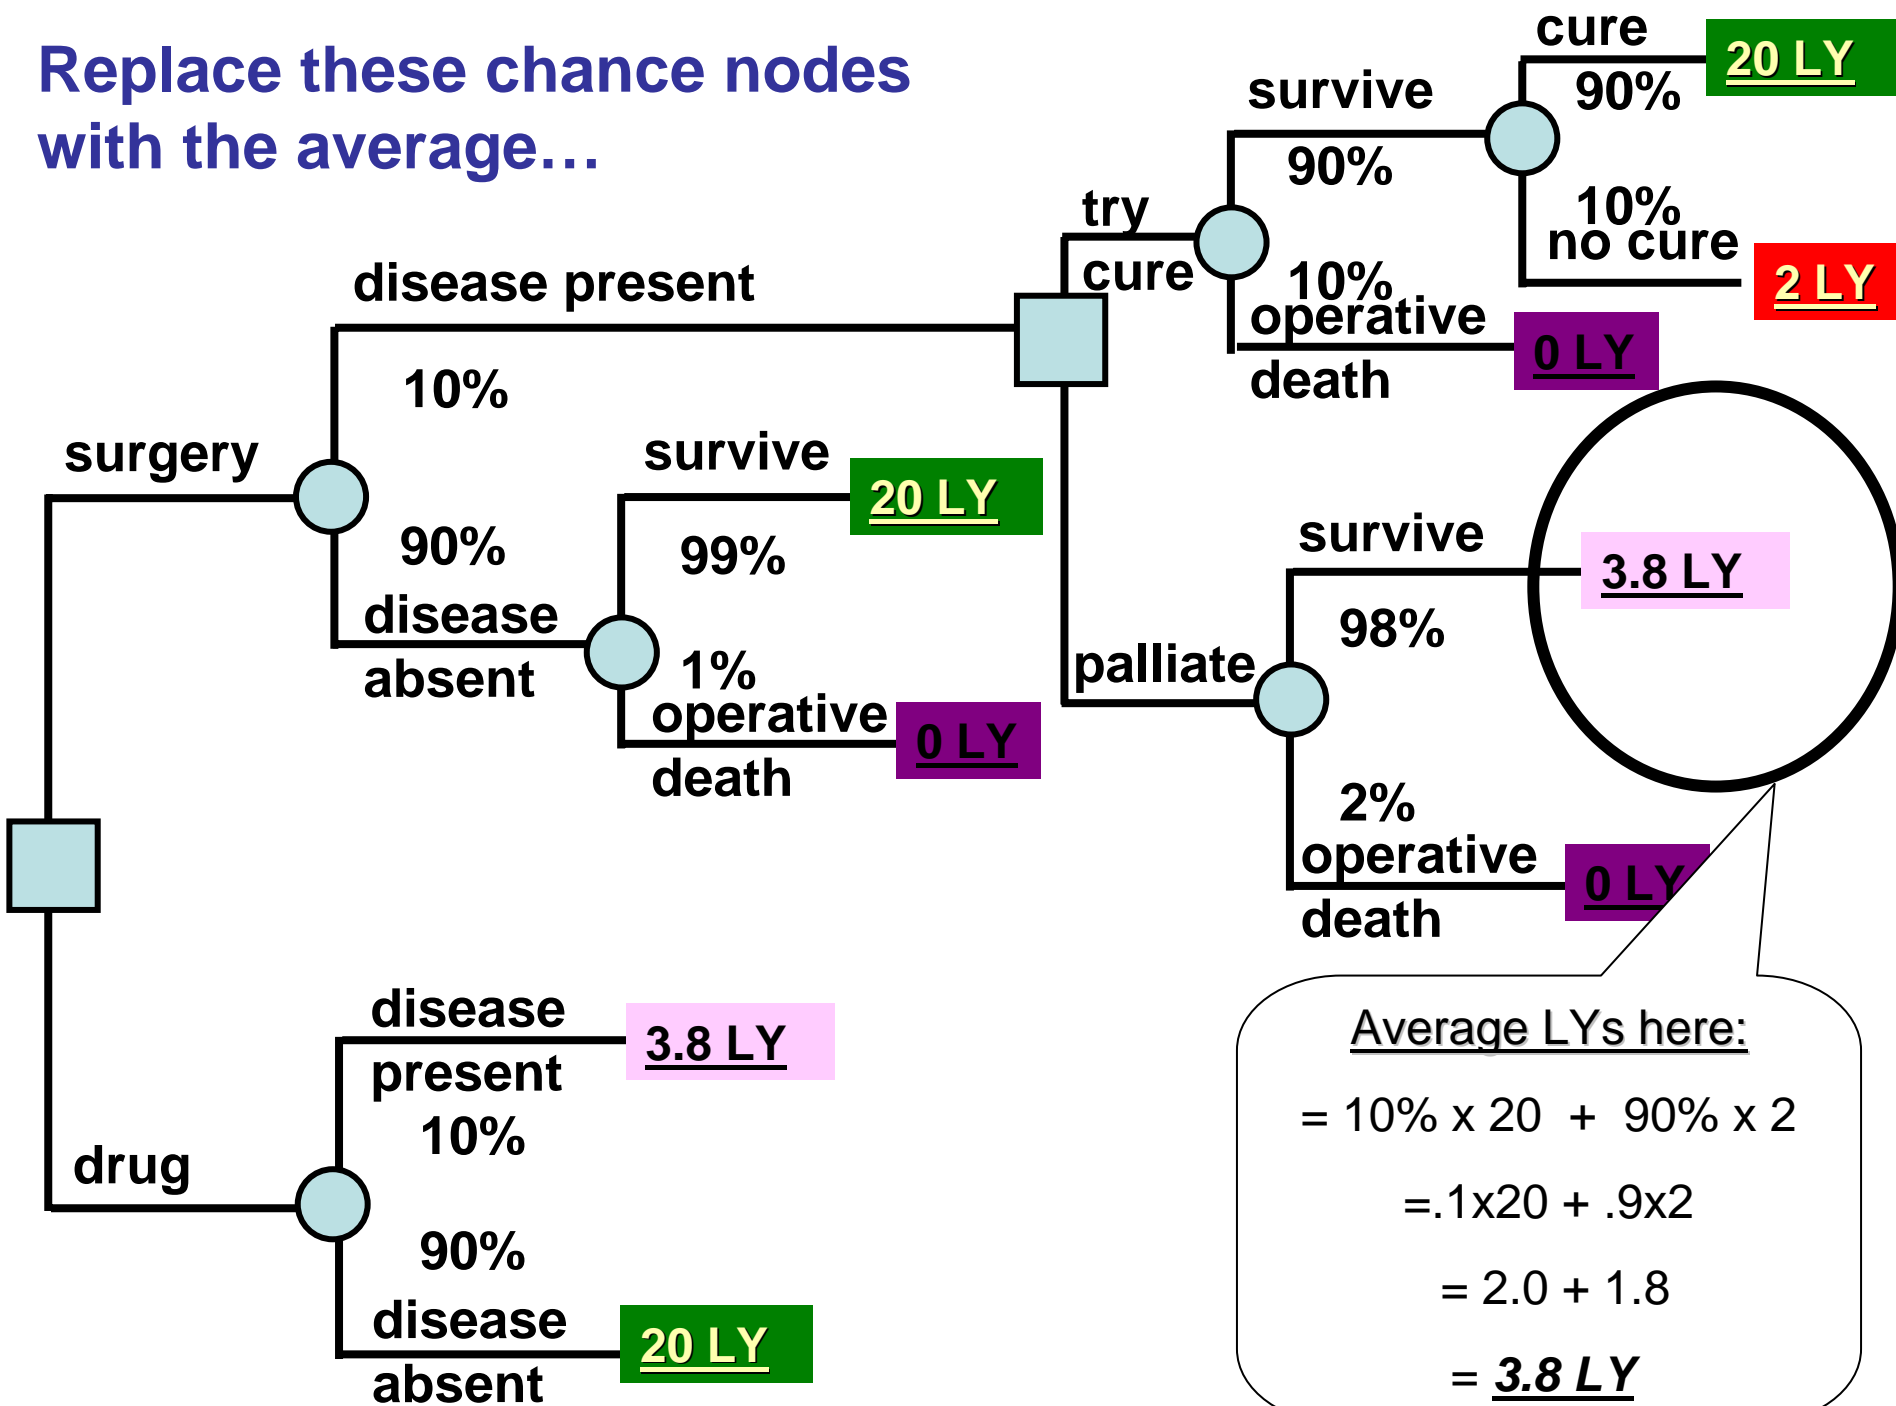 Replace these chance nodes
with the average…
cure
20 LY
90%
survive
90%
10%
no cure
2 LY
try
cure
10%
operative
death
0 LY
disease present
10%
surgery
survive
20 LY
99%
90%
disease
absent
1%
operative
death
0 LY
survive
3.8 LY
98%
palliate
2%
operative
death
0 LY
disease
present
3.8 LY
10%
drug
90%
disease
absent
20 LY
Average LYs here:
= 10% x 20 + 90% x 2
=.1x20 + .9x2
= 2.0 + 1.8
= 3.8 LY